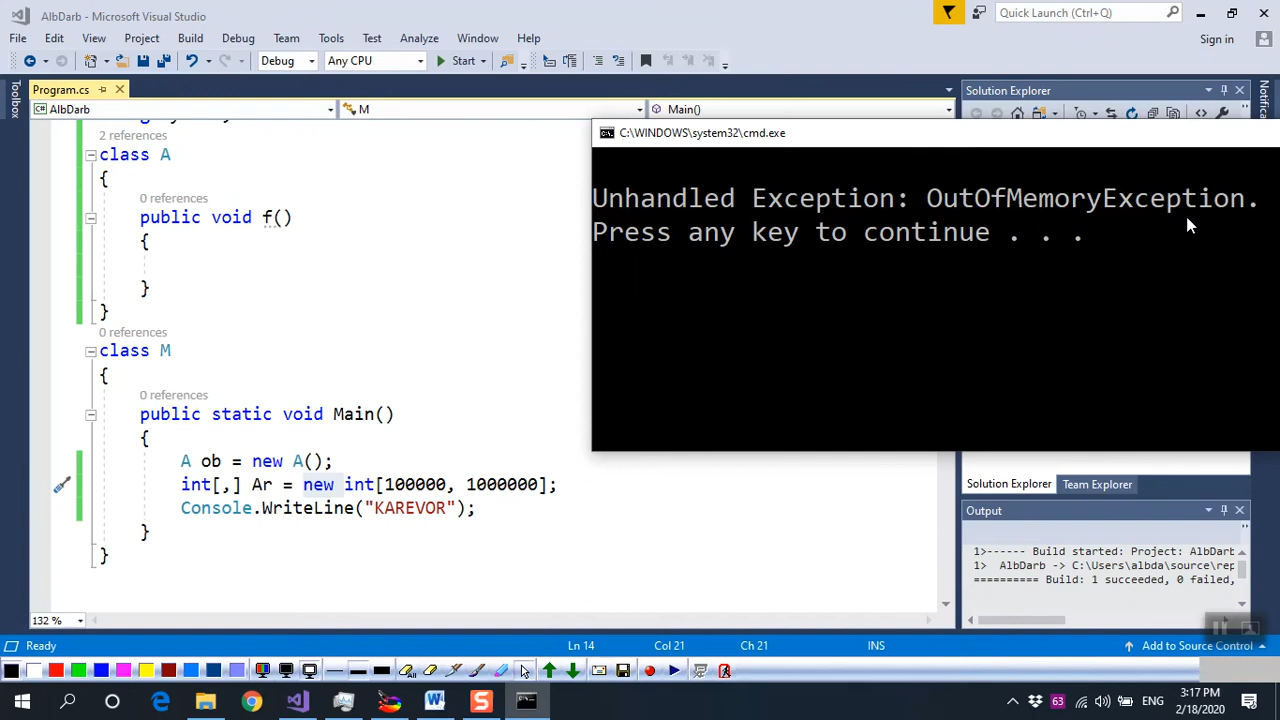 AlbDarb - Microsoft Visual Studio
Quick Launch (Ctrl+Q)
File Edit View Project Build Debug Team Tools Test Analyze Window Help
Sign in
Debug Any CPU Start
Toolbox
Program.cs
AlbDarb M Main()
Solution Explorer
2 references
class A
{
0 references
public void f()
{
}
}
0 references
class M
{
0 references
public static void Main()
{
A ob = new A();
int[,] Ar = new int[100000, 1000000];
Console.WriteLine("KAREVOR");
}
}
C:\WINDOWS\system32\cmd.exe
Unhandled Exception: OutOfMemoryException.
Press any key to continue . . .
Solution Explorer Team Explorer
Output
1>------ Build started: Project: AlbDarb
1> AlbDarb -> C:\Users\albda\source\rep
========== Build: 1 succeeded, 0 failed,
132 %
Ready Ln 14 Col 21 Ch 21 INS Add to Source Control
63 ENG
3:17 PM
2/18/2020